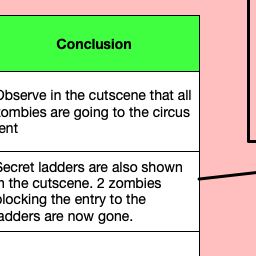 Conclusion
Observe in the cutscene that all
zombies are going to the circus
tent
Secret ladders are also shown
in the cutscene. 2 zombies
blocking the entry to the
ladders are now gone.